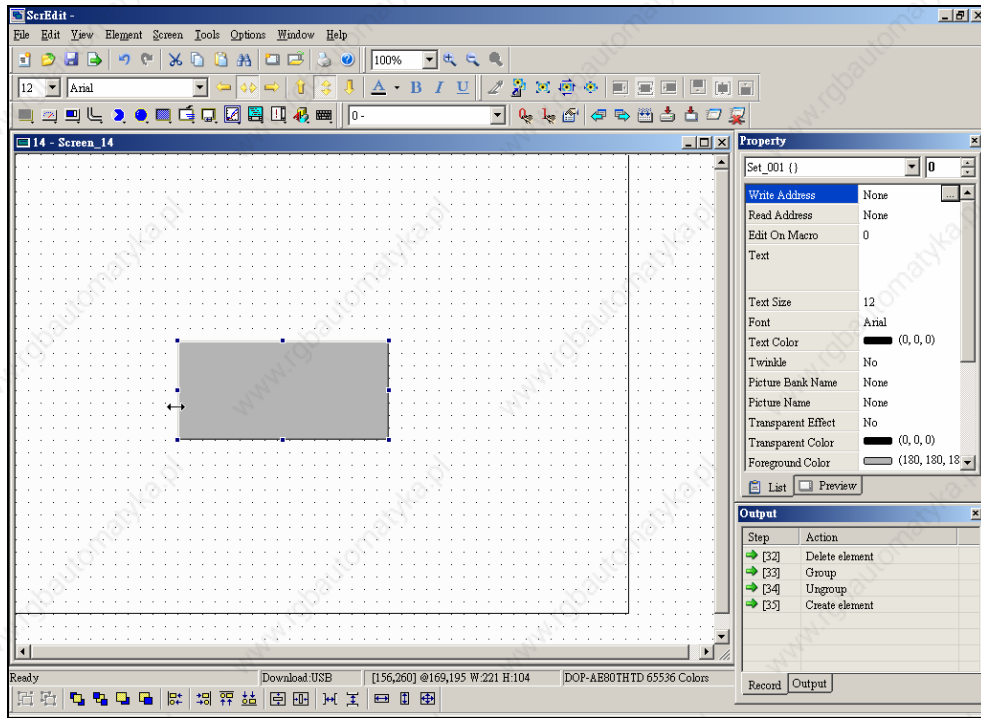 ScrEdit -
File Edit View Element Screen Tools Options Window Help
100%
12 Arial
A B I U
0 -
14 - Screen_14
Property
Set_001 {} 0
Write Address None ...
Read Address None
Edit On Macro 0
Text
Text Size 12
Font Arial
Text Color (0, 0, 0)
Twinkle No
Picture Bank Name None
Picture Name None
Transparent Effect No
Transparent Color (0, 0, 0)
Foreground Color (180, 180, 18
List Preview
Output
Step Action
[32] Delete element
[33] Group
[34] Ungroup
[35] Create element
Record Output
Ready Download:USB [156,260] @169,195 W:221 H:104 DOP-AE80THTD 65536 Colors
www.rgbautomatyka.pl